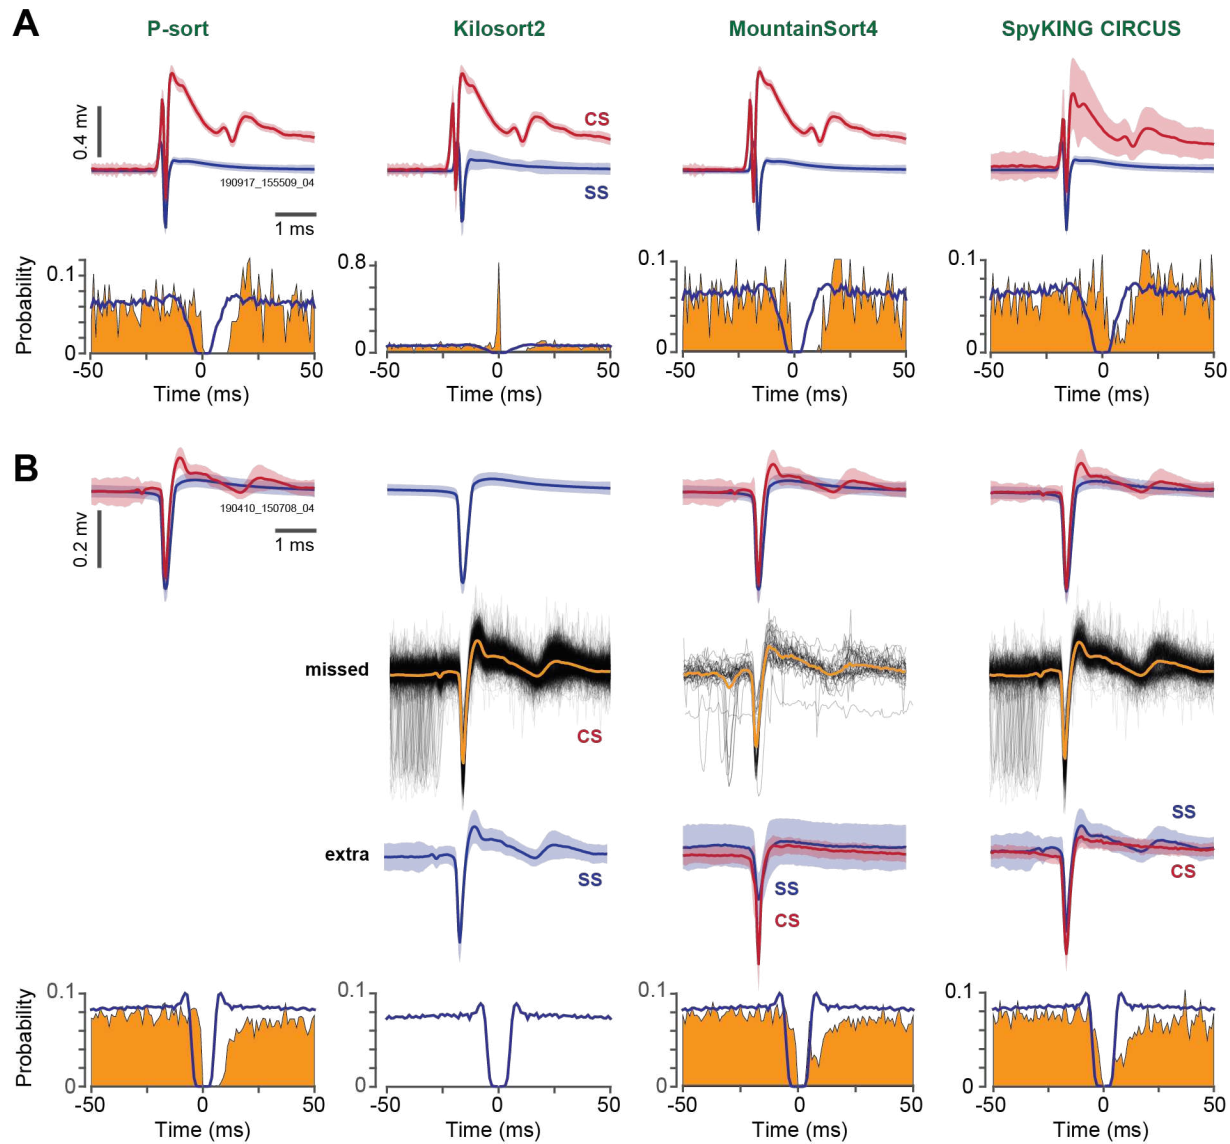 A
P-sort
Kilosort2
MountainSort4
SpyKING CIRCUS
0.4 mv
CS
SS
190917_155509_04
1 ms
Probability
0.1
0
0.8
0
0.1
0
0.1
0
-50 0 50
-50 0 50
-50 0 50
-50 0 50
Time (ms)
Time (ms)
Time (ms)
Time (ms)
B
0.2 mv
190410_150708_04
1 ms
missed
CS
extra
SS
SS
CS
SS
CS
Probability
0.1
0
0.1
0
0.1
0
0.1
0
-50 0 50
-50 0 50
-50 0 50
-50 0 50
Time (ms)
Time (ms)
Time (ms)
Time (ms)